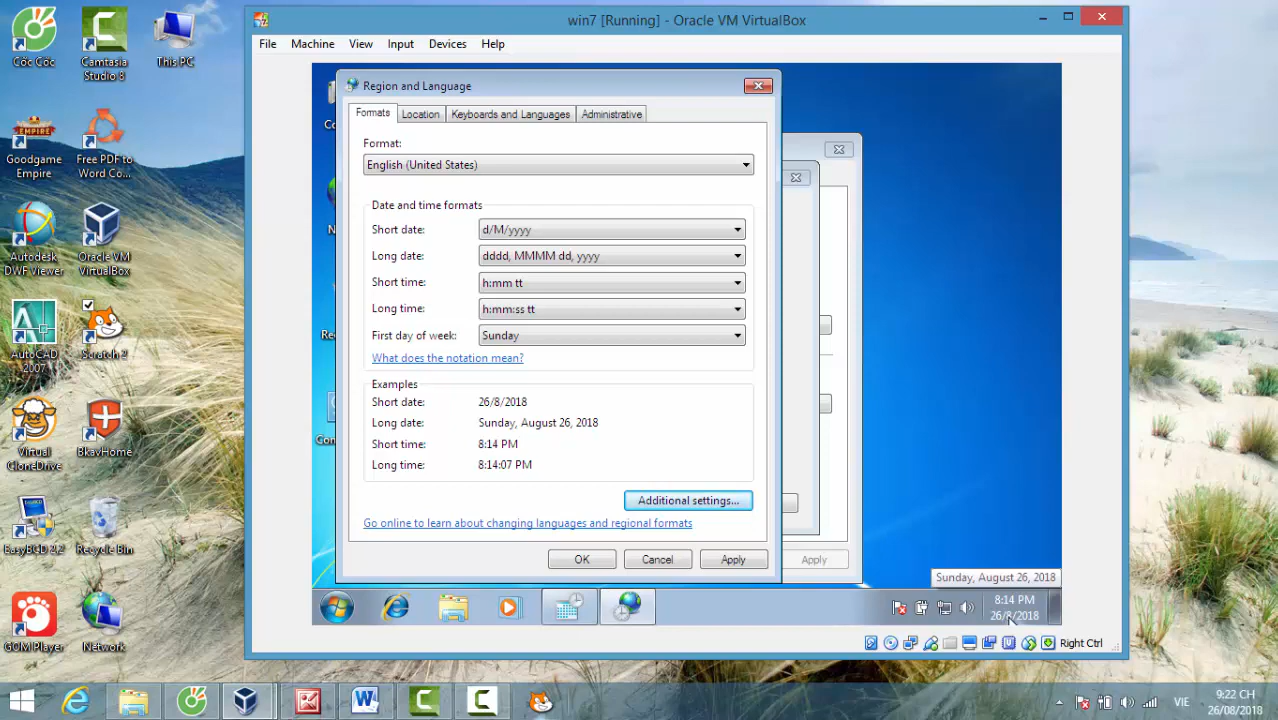 Cốc Cốc
Camtasia
Studio 8
This PC
Goodgame
Empire
Free PDF to
Word Co...
Autodesk
DWF Viewer
Oracle VM
VirtualBox
AutoCAD
2007
Scratch 2
Virtual
CloneDrive
BkavHome
EasyBCD 2.2
Recycle Bin
GOM Player
Network
win7 [Running] - Oracle VM VirtualBox
File Machine View Input Devices Help
Region and Language
Formats Location Keyboards and Languages Administrative
Format:
English (United States)
Date and time formats
Short date: d/M/yyyy
Long date: dddd, MMMM dd, yyyy
Short time: h:mm tt
Long time: h:mm:ss tt
First day of week: Sunday
What does the notation mean?
Examples
Short date: 26/8/2018
Long date: Sunday, August 26, 2018
Short time: 8:14 PM
Long time: 8:14:07 PM
Additional settings...
Go online to learn about changing languages and regional formats
OK Cancel Apply
Apply
Sunday, August 26, 2018
8:14 PM
26/8/2018
Right Ctrl
VIE
9:22 CH
26/08/2018